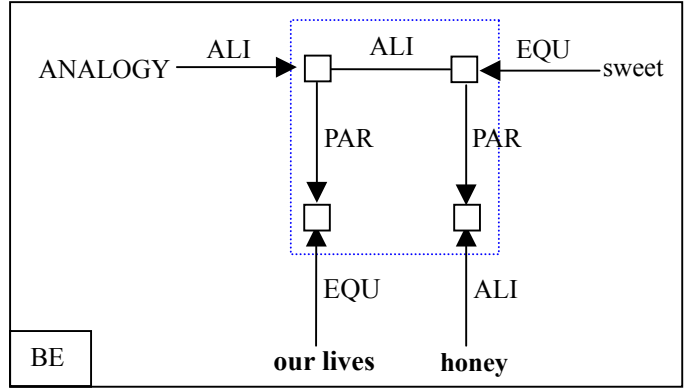 ALI ALI EQU
ANALOGY sweet
PAR PAR
EQU ALI
BE our lives honey